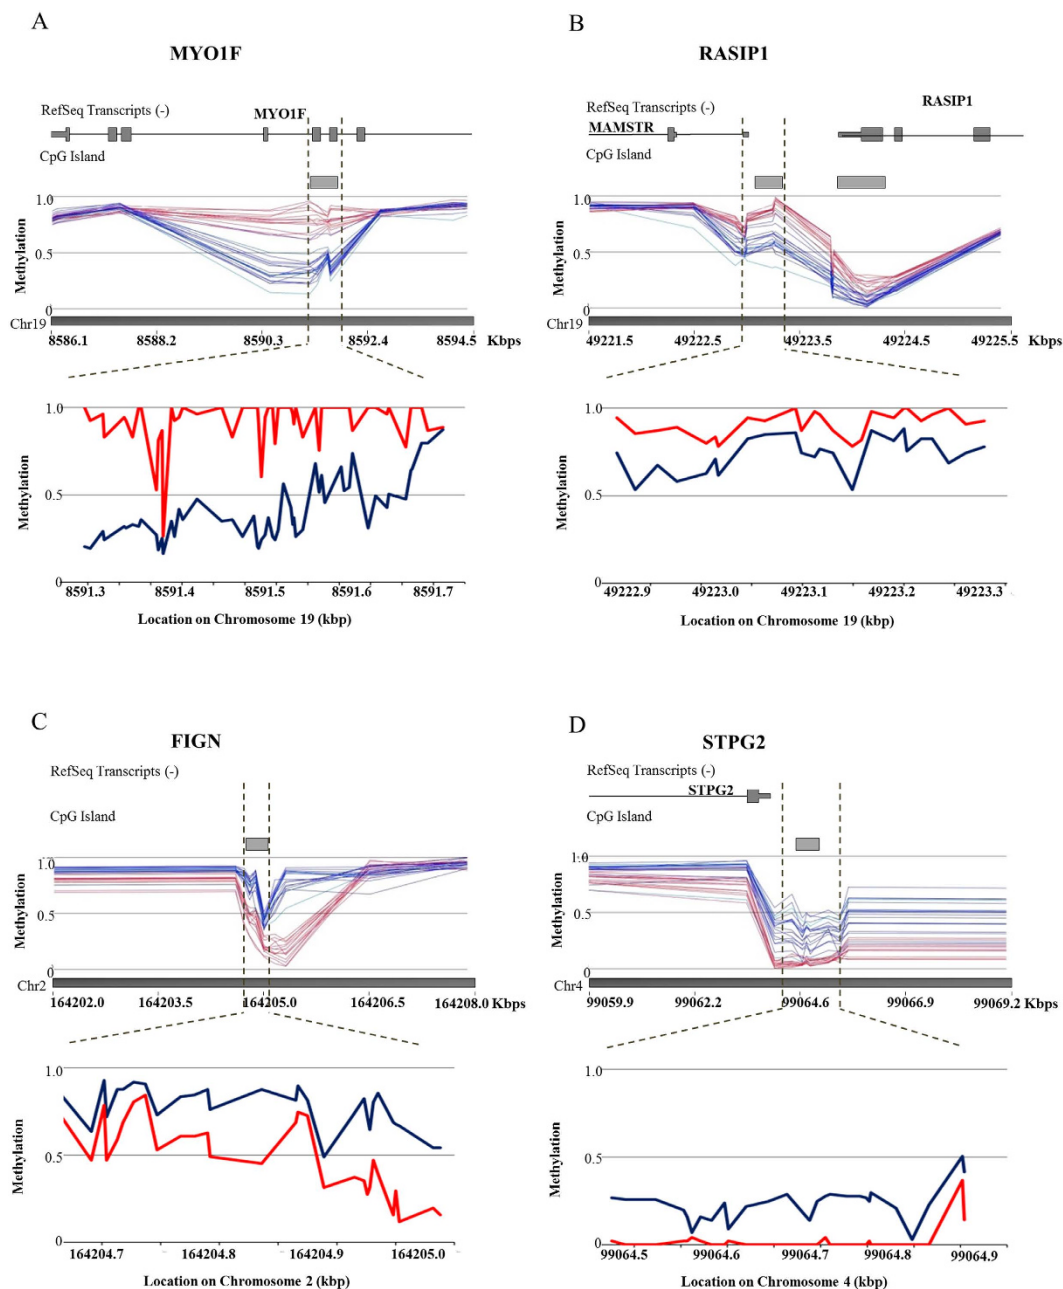 A
MYO1F
RefSeq Transcripts (-)
MYO1F
CpG Island
1.0
0.5
0
Methylation
Chr19
8586.1 8588.2 8590.3 8592.4 8594.5 Kbps
1.0
0.5
0
Methylation
8591.3 8591.4 8591.5 8591.6 8591.7
Location on Chromosome 19 (kbp)
B
RASIP1
RefSeq Transcripts (-)
RASIP1
MAMSTR
CpG Island
1.0
0.5
0
Methylation
Chr19
49221.5 49222.5 49223.5 49224.5 49225.5
Kbps
1.0
0.5
0
Methylation
49222.9 49223.0 49223.1 49223.2 49223.3
Location on Chromosome 19 (kbp)
C
FIGN
RefSeq Transcripts (-)
CpG Island
1.0
0.5
0
Methylation
Chr2
164202.0 164203.5 164205.0 164206.5 164208.0 Kbps
1.0
0.5
0
Methylation
164204.7 164204.8 164204.9 164205.0
Location on Chromosome 2 (kbp)
D
STPG2
RefSeq Transcripts (-)
STPG2
CpG Island
1.0
0.5
0
Methylation
Chr4
99059.9 99062.2 99064.6 99066.9 99069.2 Kbps
1.0
0.5
0
Methylation
99064.5 99064.6 99064.7 99064.8 99064.9
Location on Chromosome 4 (kbp)